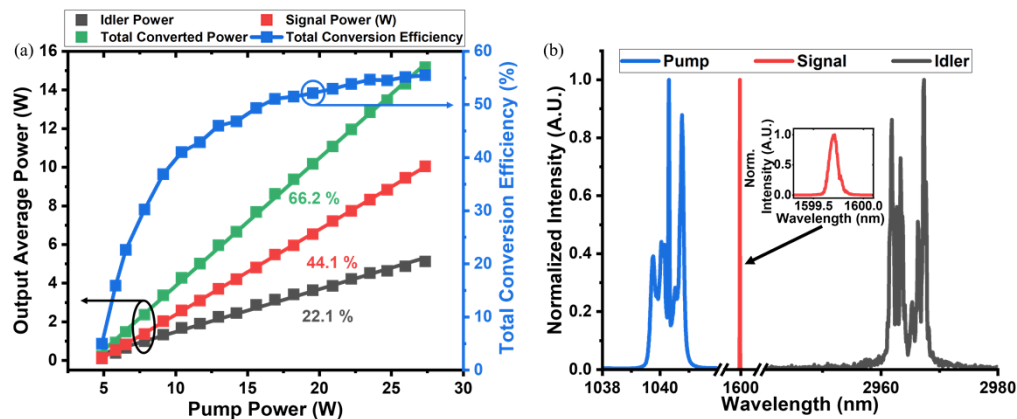 (a)
Idler Power
Signal Power (W)
Total Converted Power
Total Conversion Efficiency
16
14
12
10
8
6
4
2
0
Output Average Power (W)
60
50
40
30
20
10
0
Total Conversion Efficiency (%)
66.2 %
44.1 %
22.1 %
0
5
10
15
20
25
30
Pump Power (W)
(b)
Pump
Signal
Idler
1.0
0.8
0.6
0.4
0.2
0.0
Normalized Intensity (A.U.)
Norm.
Intensity (A.U.)
1.0
0.5
0.0
1599.5
1600.0
Wavelength (nm)
1038
1040
1600
2960
2980
Wavelength (nm)